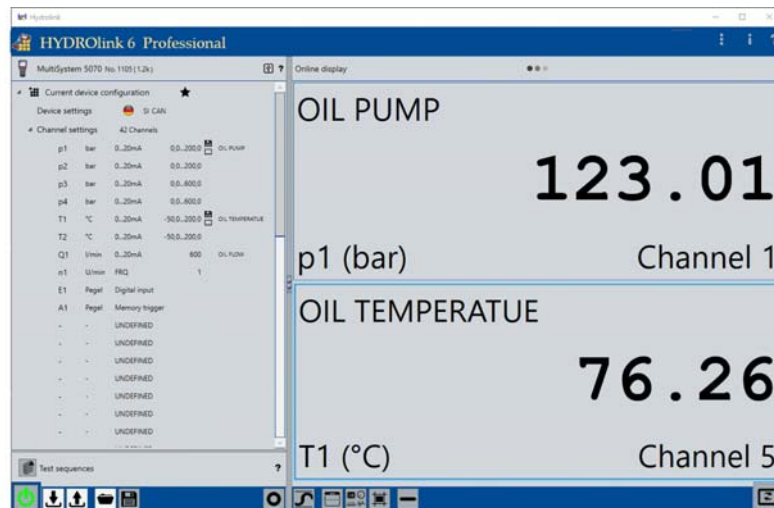 Hydrolink
HYDROlink 6 Professional
MultiSystem 5070 No. 1105 (1.2k) ?
Online display
Current device configuration
Device settings SI CAN
Channel settings 42 Channels
p1 bar 0...20mA 0,0...200,0 OIL PUMP
p2 bar 0...20mA 0,0...200,0
p3 bar 0...20mA 0,0...600,0
p4 bar 0...20mA 0,0...600,0
T1 °C 0...20mA -50,0...200,0 OIL TEMPERATUE
T2 °C 0...20mA -50,0...200,0
Q1 l/min 0...20mA 600 OIL FLOW
n1 U/min FRQ 1
E1 Pegel Digital input
A1 Pegel Memory trigger
- - UNDEFINED
- - UNDEFINED
- - UNDEFINED
- - UNDEFINED
- - UNDEFINED
- - UNDEFINED
- - UNDEFINED
Test sequences ?
OIL PUMP
123.01
p1 (bar) Channel 1
OIL TEMPERATUE
76.26
T1 (°C) Channel 5